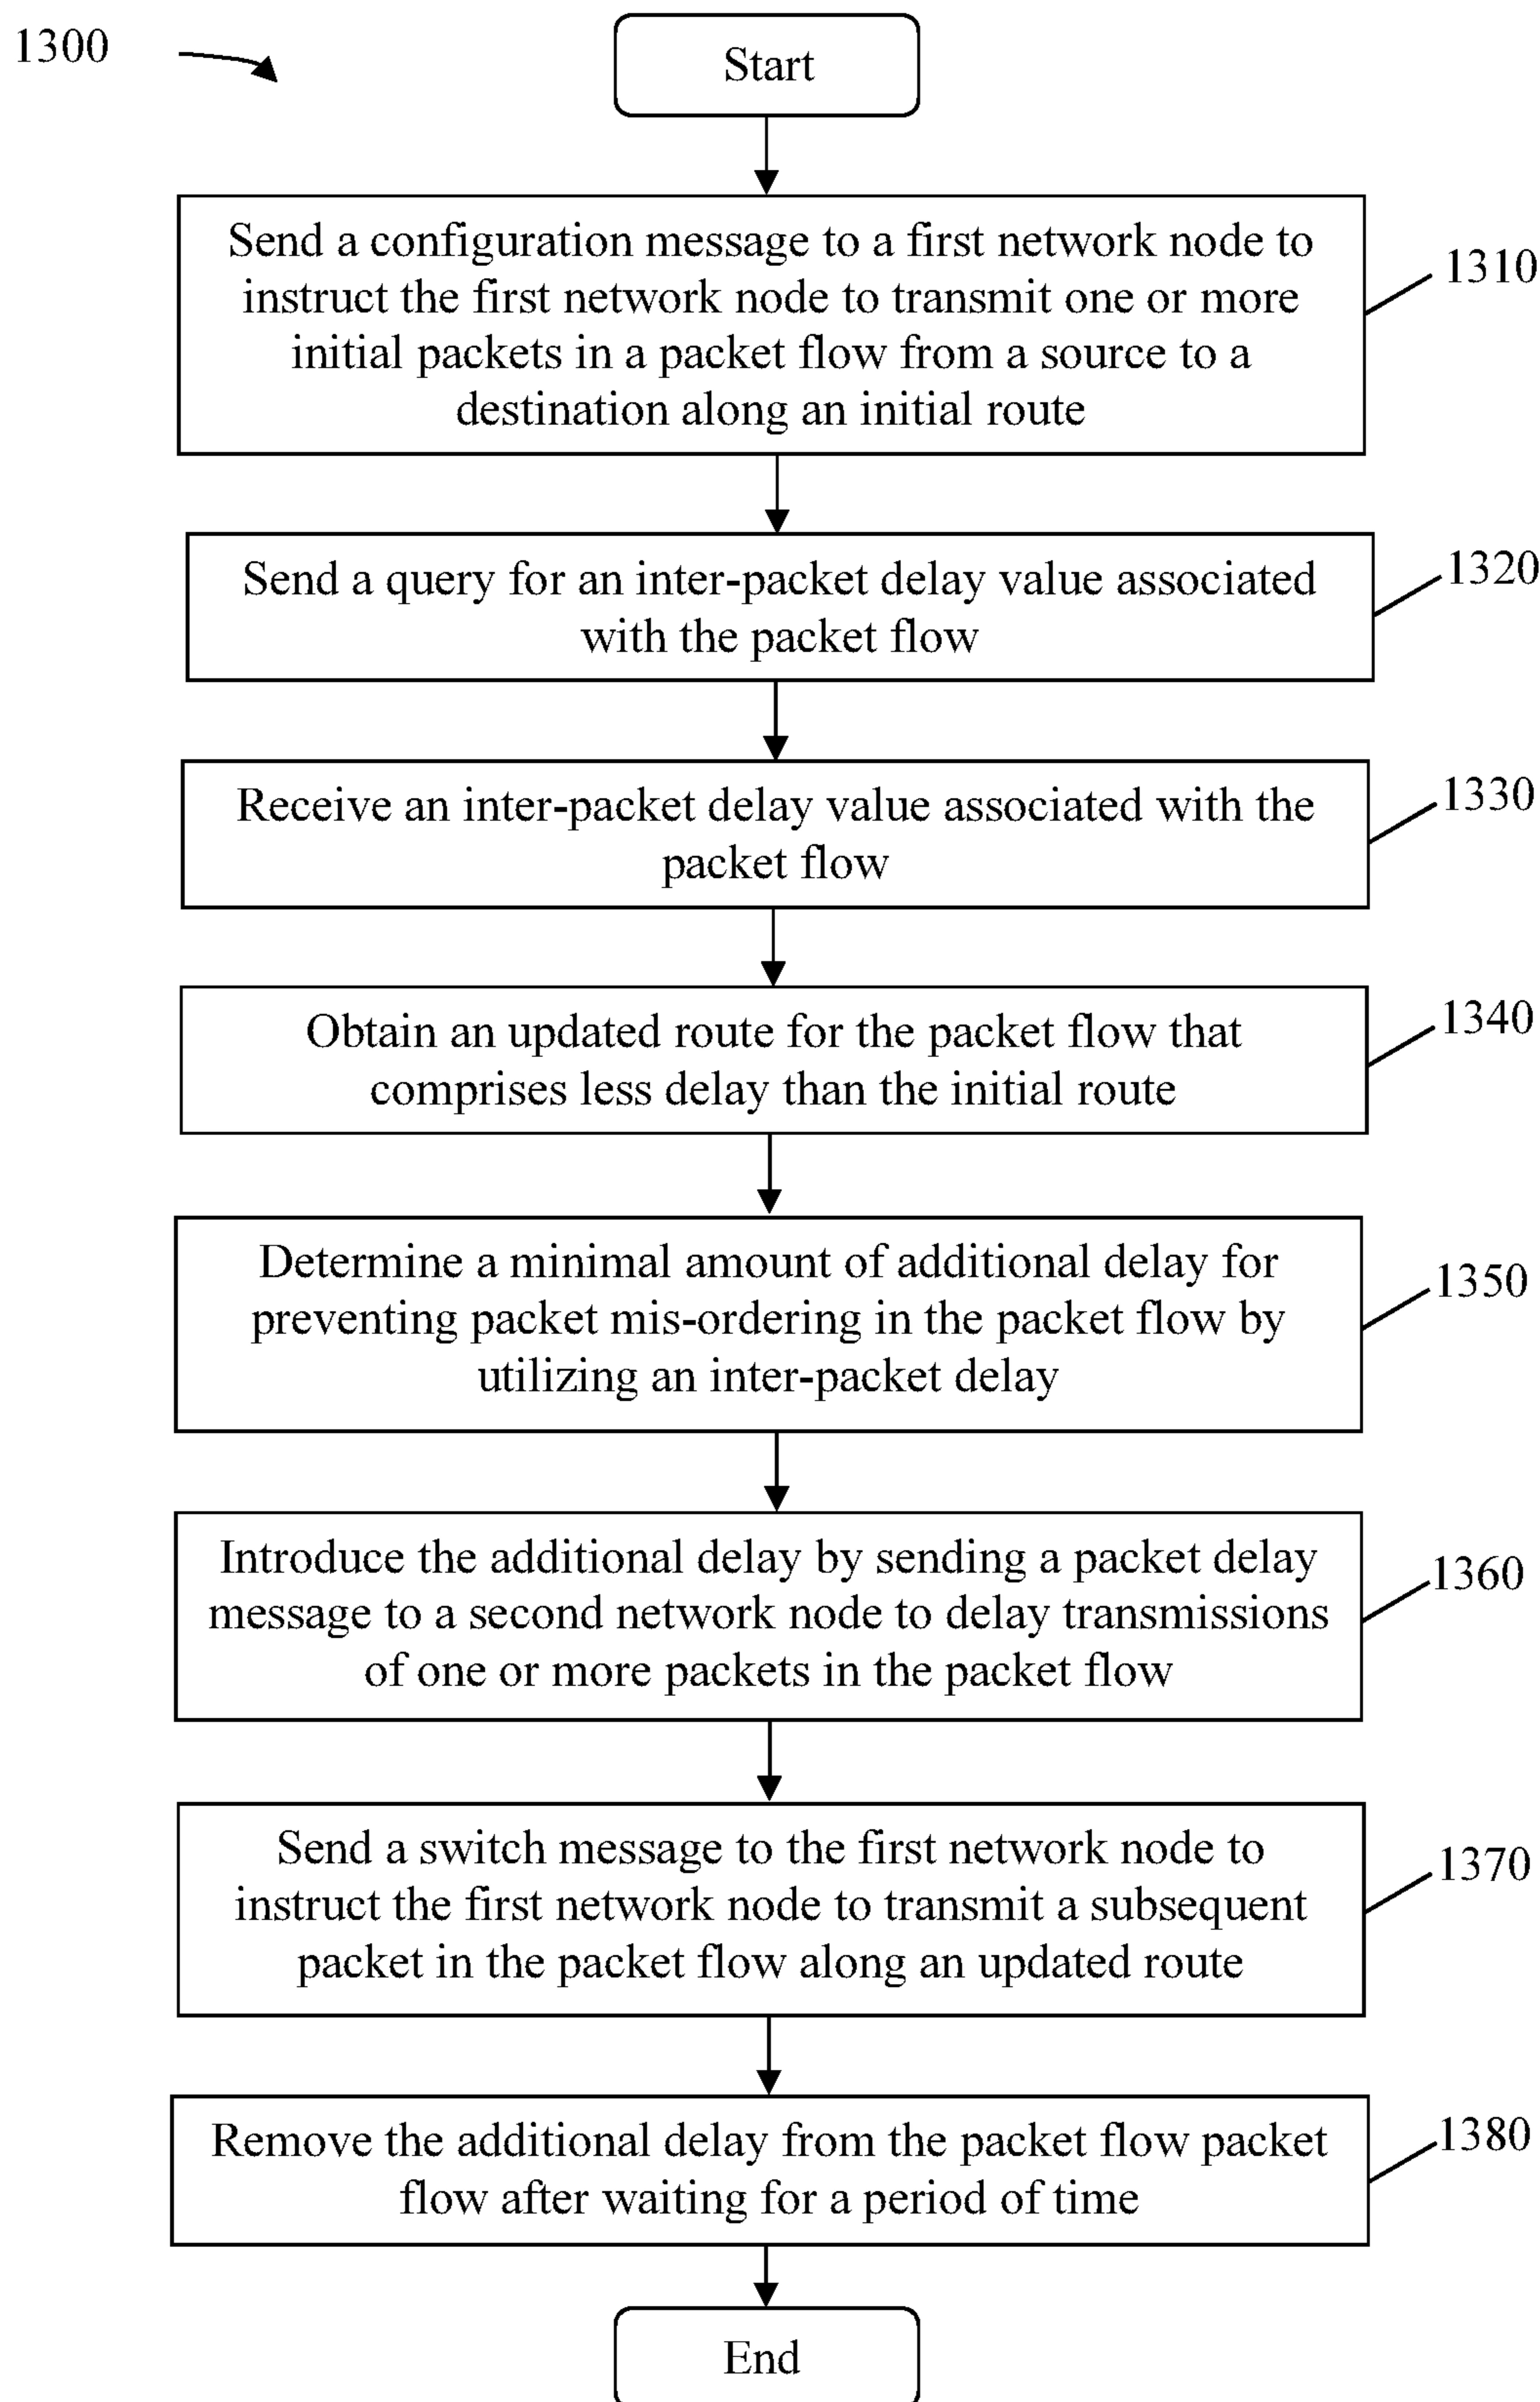 1300
Start
Send a configuration message to a first network node to
instruct the first network node to transmit one or more
initial packets in a packet flow from a source to a
destination along an initial route
1310
Send a query for an inter-packet delay value associated
with the packet flow
1320
Receive an inter-packet delay value associated with the
packet flow
1330
Obtain an updated route for the packet flow that
comprises less delay than the initial route
1340
Determine a minimal amount of additional delay for
preventing packet mis-ordering in the packet flow by
utilizing an inter-packet delay
1350
Introduce the additional delay by sending a packet delay
message to a second network node to delay transmissions
of one or more packets in the packet flow
1360
Send a switch message to the first network node to
instruct the first network node to transmit a subsequent
packet in the packet flow along an updated route
1370
Remove the additional delay from the packet flow packet
flow after waiting for a period of time
1380
End